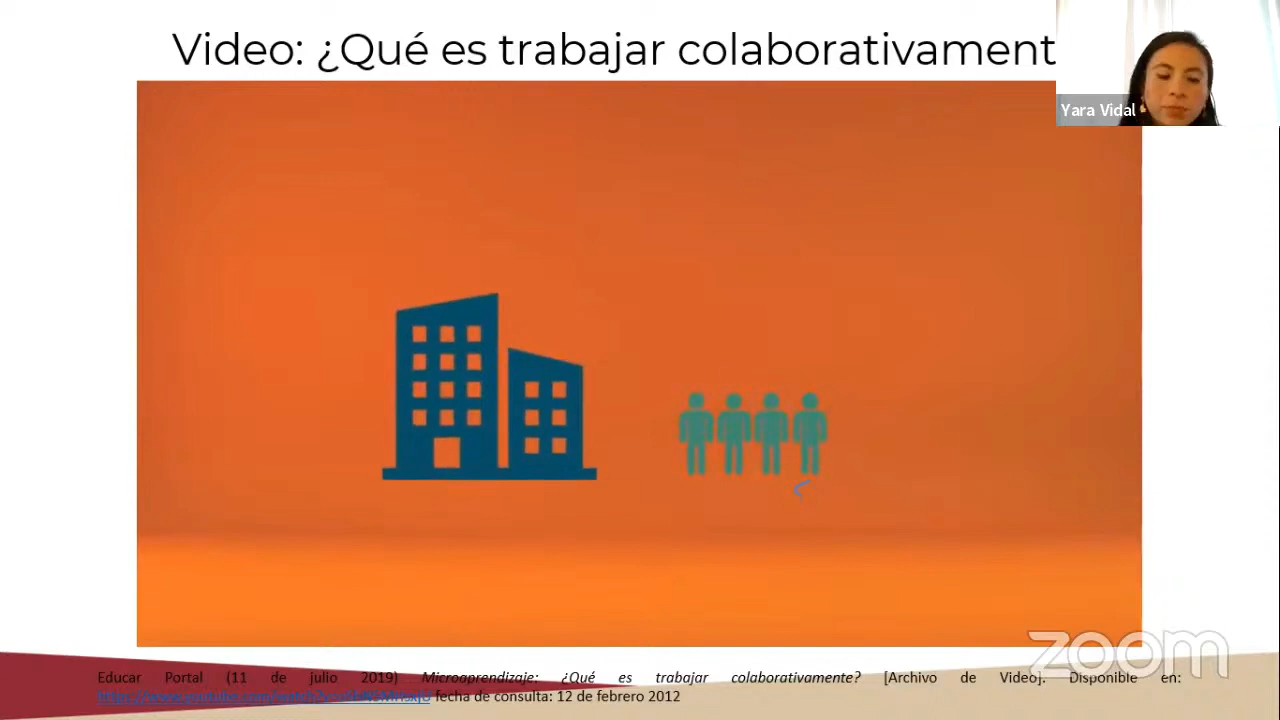 Video: ¿Qué es trabajar colaborativament
Yara Vidal
zoom
Educar Portal (11 de julio 2019) Microaprendizaje: ¿Qué es trabajar colaborativamente? [Archivo de Video]. Disponible en:
fecha de consulta: 12 de febrero 2012